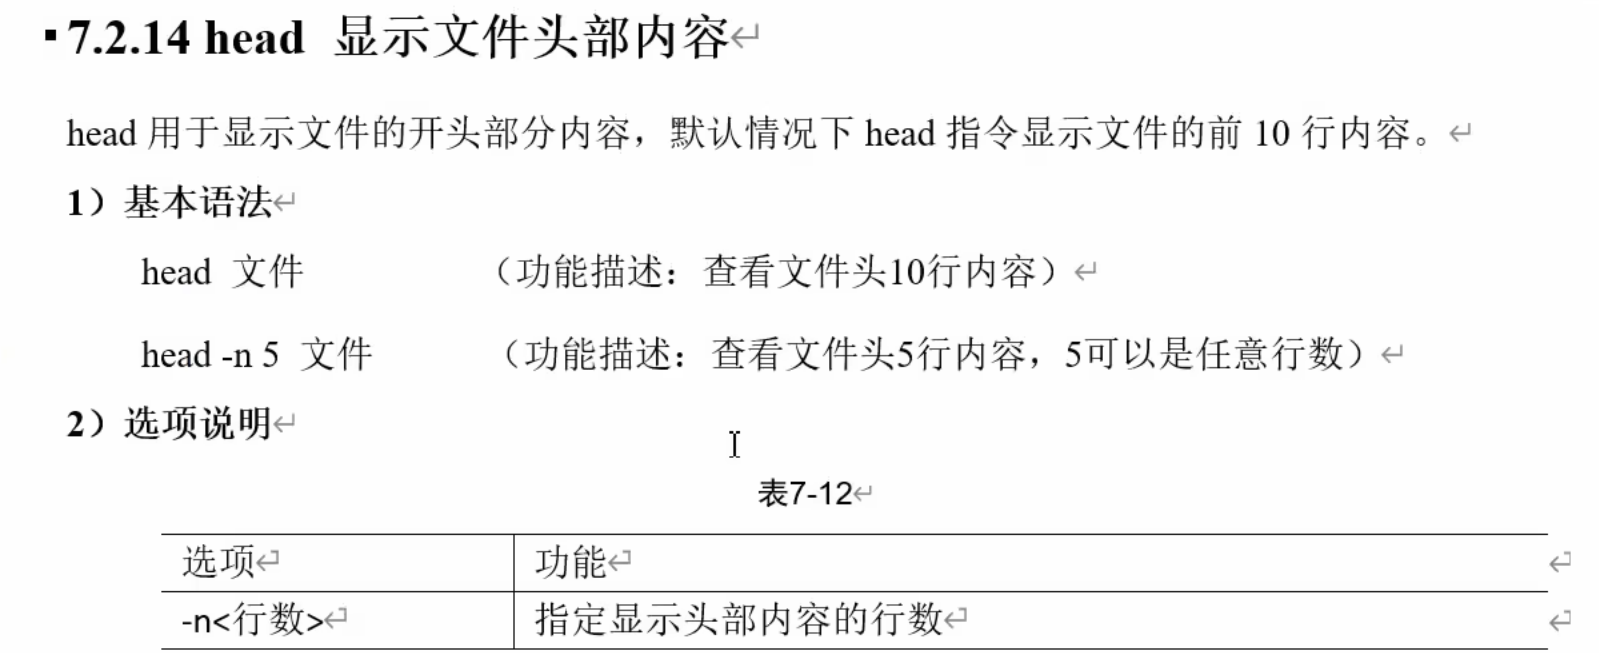 ▪7.2.14 head 显示文件头部内容↵
head 用于显示文件的开头部分内容，默认情况下 head 指令显示文件的前 10 行内容。↵
1）基本语法↵
head 文件 （功能描述：查看文件头10行内容）↵
head -n 5 文件 （功能描述：查看文件头5行内容，5可以是任意行数）↵
2）选项说明↵
表7-12↵
选项↵ 功能↵ ↵
-n<行数>↵ 指定显示头部内容的行数↵ ↵